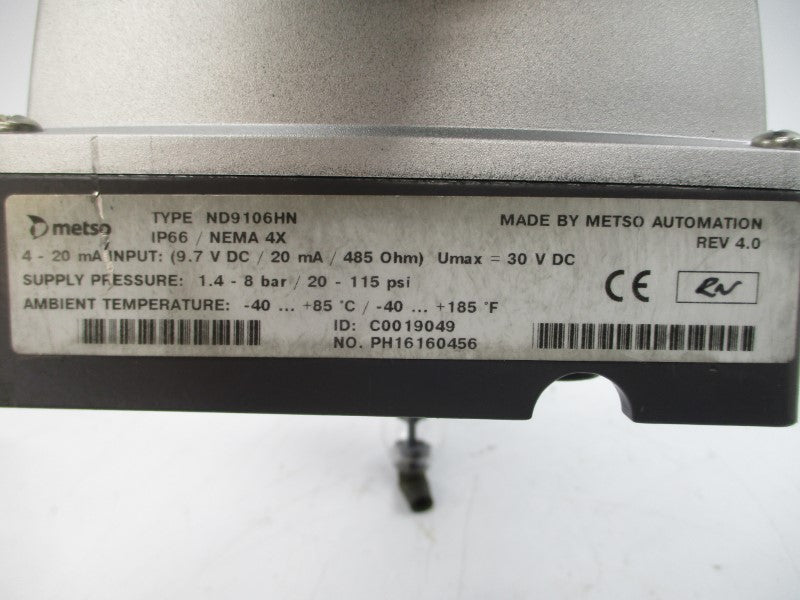 metso
TYPE ND9106HN
IP66 / NEMA 4X
MADE BY METSO AUTOMATION
REV 4.0
4 - 20 mA INPUT: (9.7 V DC / 20 mA / 485 Ohm) Umax = 30 V DC
SUPPLY PRESSURE: 1.4 - 8 bar / 20 - 115 psi
AMBIENT TEMPERATURE: -40 ... +85 °C / -40 ... +185 °F
CE
ID: C0019049
NO. PH16160456